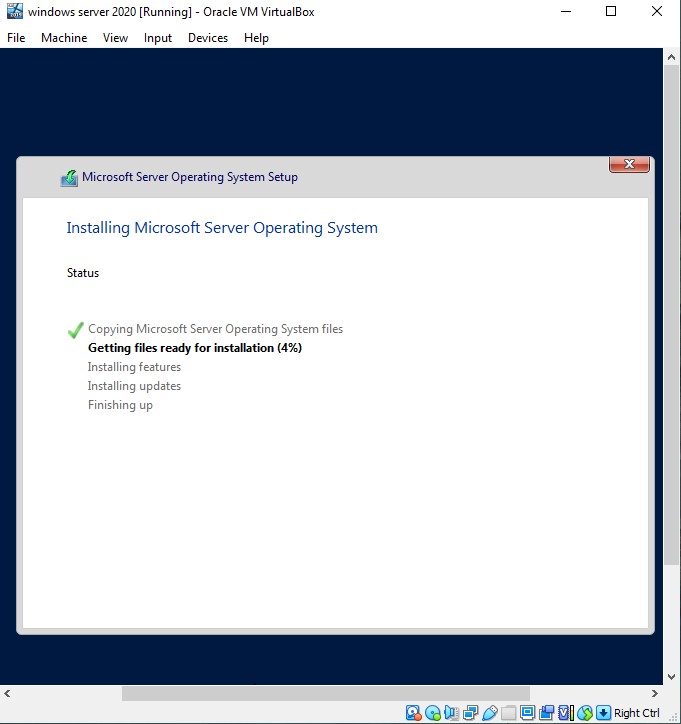 windows server 2020 [Running] - Oracle VM VirtualBox
File Machine View Input Devices Help
Microsoft Server Operating System Setup
Installing Microsoft Server Operating System
Status
Copying Microsoft Server Operating System files
Getting files ready for installation (4%)
Installing features
Installing updates
Finishing up
Right Ctrl